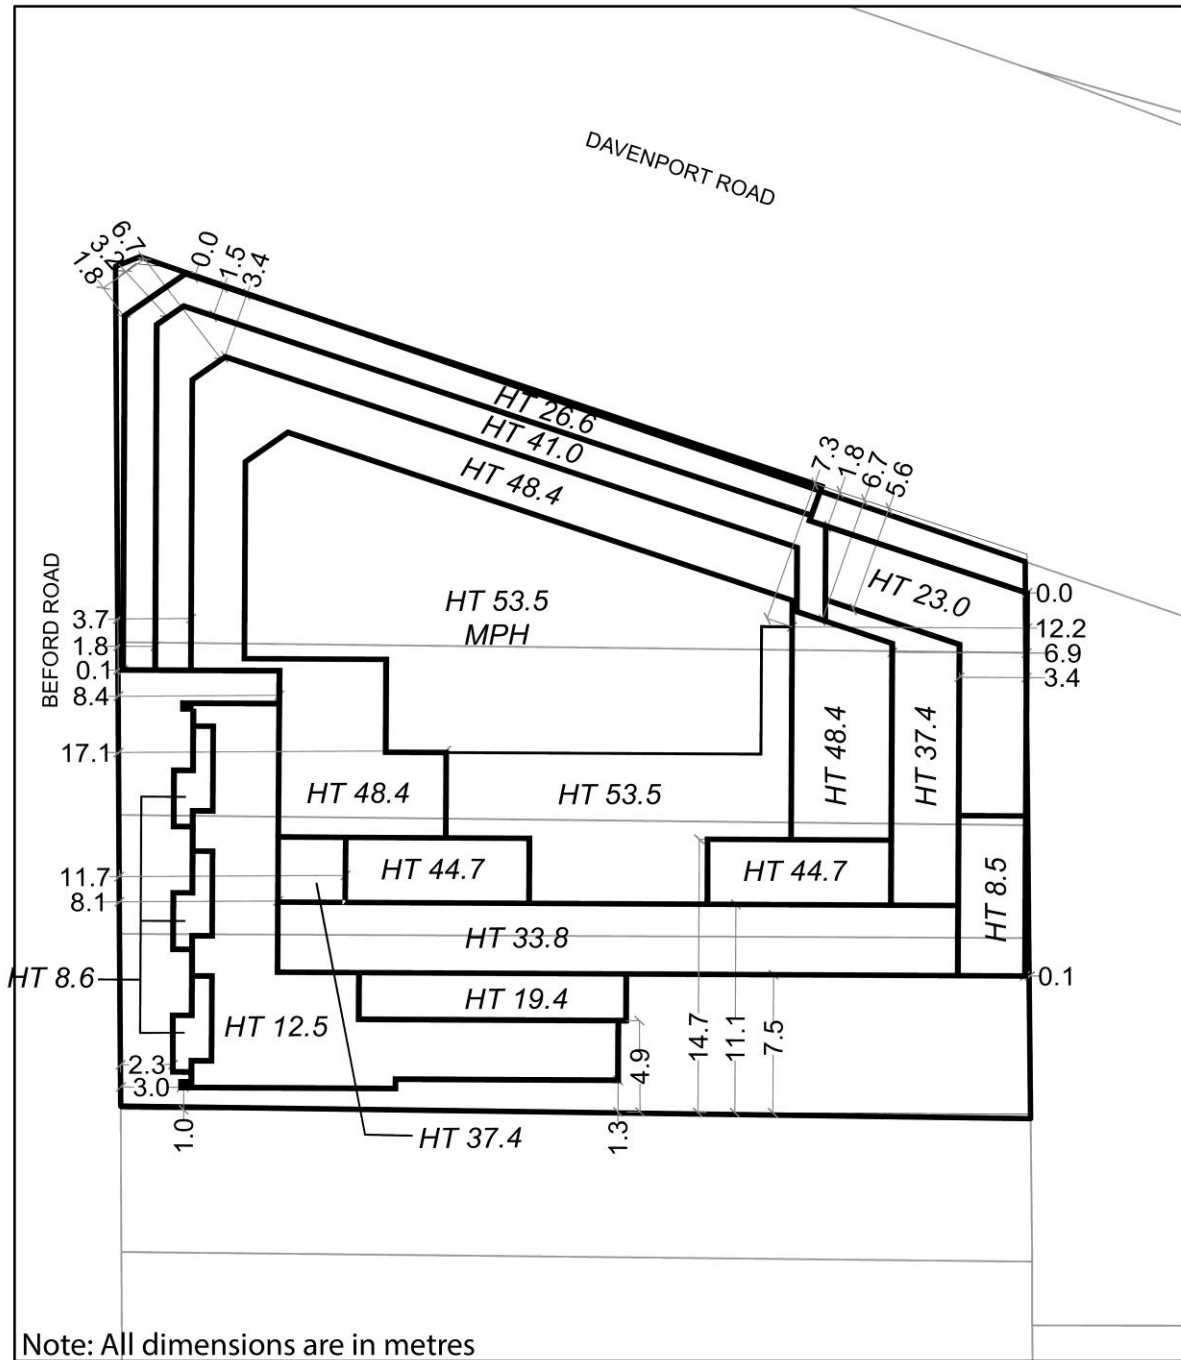 DAVENPORT ROAD
6.7
3.2
1.8
0.0
1.5
3.4
HT 26.6
HT 41.0
HT 48.4
7.3
1.8
6.7
5.6
BEFORD ROAD
HT 53.5
MPH
HT 23.0
0.0
12.2
6.9
3.4
3.7
1.8
0.1
8.4
17.1
HT 48.4
HT 53.5
HT 48.4
HT 37.4
11.7
8.1
HT 44.7
HT 44.7
HT 8.5
HT 33.8
HT 8.6
0.1
HT 19.4
HT 12.5
14.7
11.1
7.5
4.9
2.3
3.0
1.0
HT 37.4
1.3
Note: All dimensions are in metres